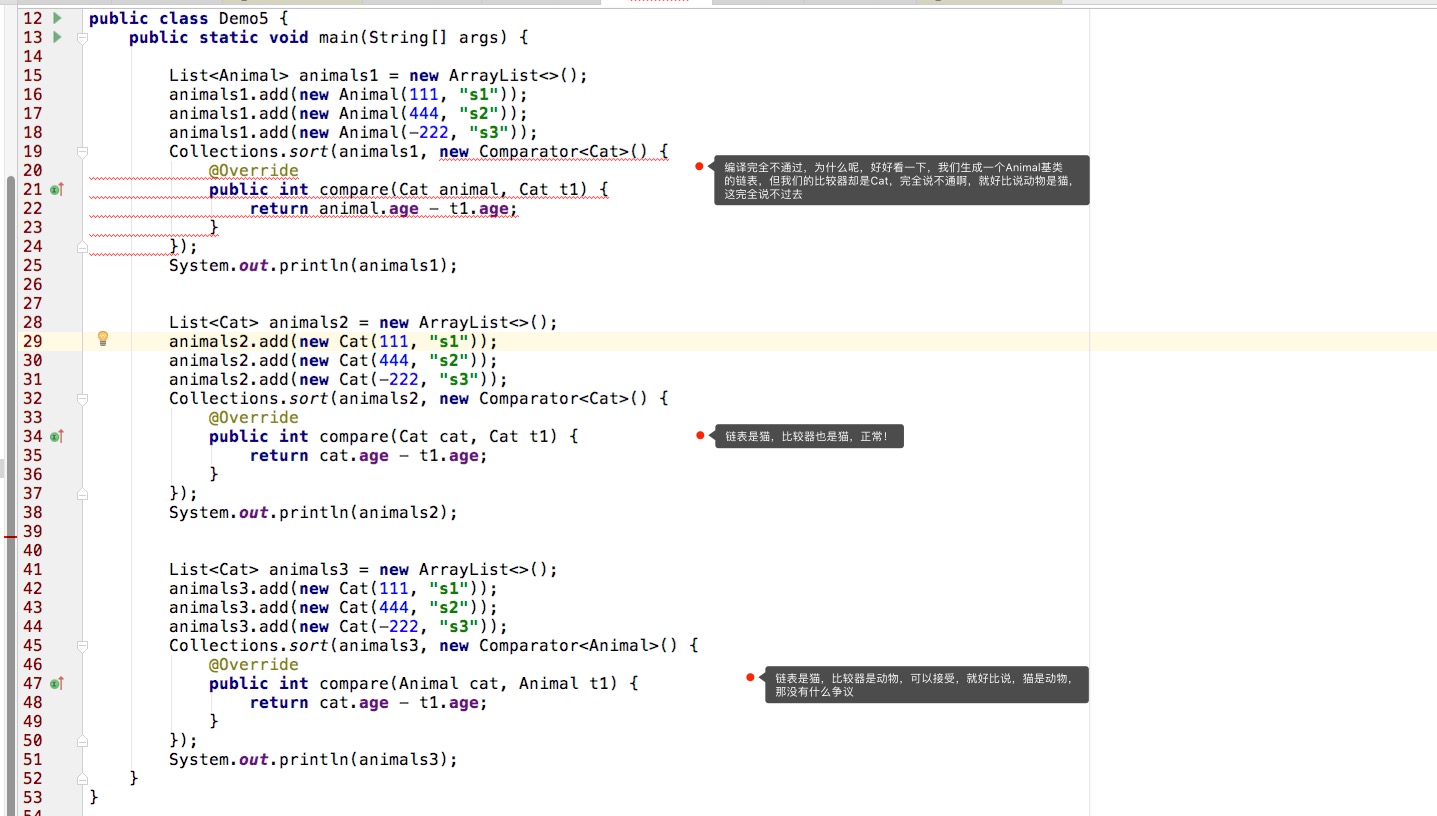 12 public class Demo5 {
13 public static void main(String[] args) {
14
15 List<Animal> animals1 = new ArrayList<>();
16 animals1.add(new Animal(111, "s1"));
17 animals1.add(new Animal(444, "s2"));
18 animals1.add(new Animal(-222, "s3"));
19 Collections.sort(animals1, new Comparator<Cat>() {
20 @Override
编译完全不通过，为什么呢，好好看一下，我们生成一个Animal基类
的链表，但我们的比较器却是Cat，完全说不通啊，就好比说动物是猫，
这完全说不过去
21 public int compare(Cat animal, Cat t1) {
22 return animal.age - t1.age;
23 }
24 });
25 System.out.println(animals1);
26
27
28 List<Cat> animals2 = new ArrayList<>();
29 animals2.add(new Cat(111, "s1"));
30 animals2.add(new Cat(444, "s2"));
31 animals2.add(new Cat(-222, "s3"));
32 Collections.sort(animals2, new Comparator<Cat>() {
33 @Override
34 public int compare(Cat cat, Cat t1) {
链表是猫，比较器也是猫，正常！
35 return cat.age - t1.age;
36 }
37 });
38 System.out.println(animals2);
39
40
41 List<Cat> animals3 = new ArrayList<>();
42 animals3.add(new Cat(111, "s1"));
43 animals3.add(new Cat(444, "s2"));
44 animals3.add(new Cat(-222, "s3"));
45 Collections.sort(animals3, new Comparator<Animal>() {
46 @Override
47 public int compare(Animal cat, Animal t1) {
链表是猫，比较器是动物，可以接受，就好比说，猫是动物，
那没有什么争议
48 return cat.age - t1.age;
49 }
50 });
51 System.out.println(animals3);
52 }
53 }
54